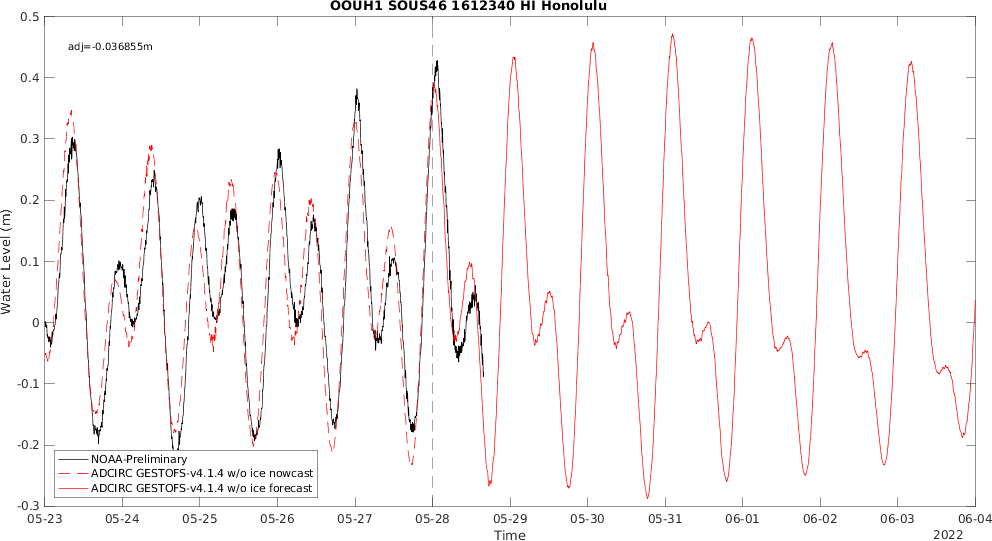 OOUH1 SOUS46 1612340 HI Honolulu
adj=-0.036855m
0.5
0.4
0.3
0.2
0.1
0
-0.1
-0.2
-0.3
Water Level (m)
NOAA-Preliminary
ADCIRC GESTOFS-v4.1.4 w/o ice nowcast
ADCIRC GESTOFS-v4.1.4 w/o ice forecast
05-23 05-24 05-25 05-26 05-27 05-28 05-29 05-30 05-31 06-01 06-02 06-03 06-04
Time
2022